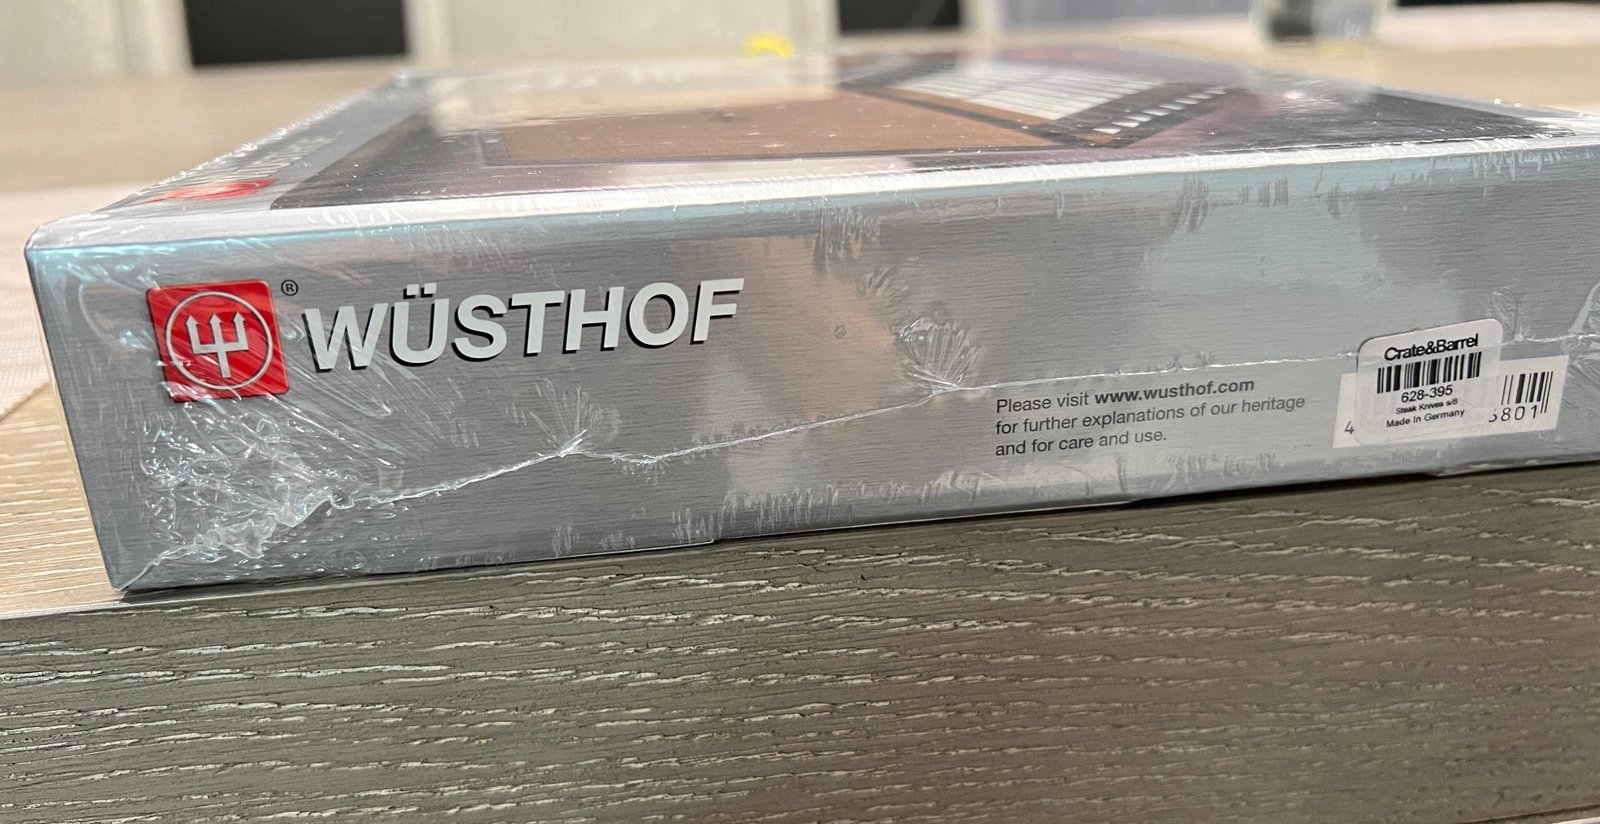 ® WÜSTHOF
Please visit www.wusthof.com
for further explanations of our heritage
and for care and use.
Crate&Barrel
628-395
Steak Knives s/8
Made In Germany
4
5801